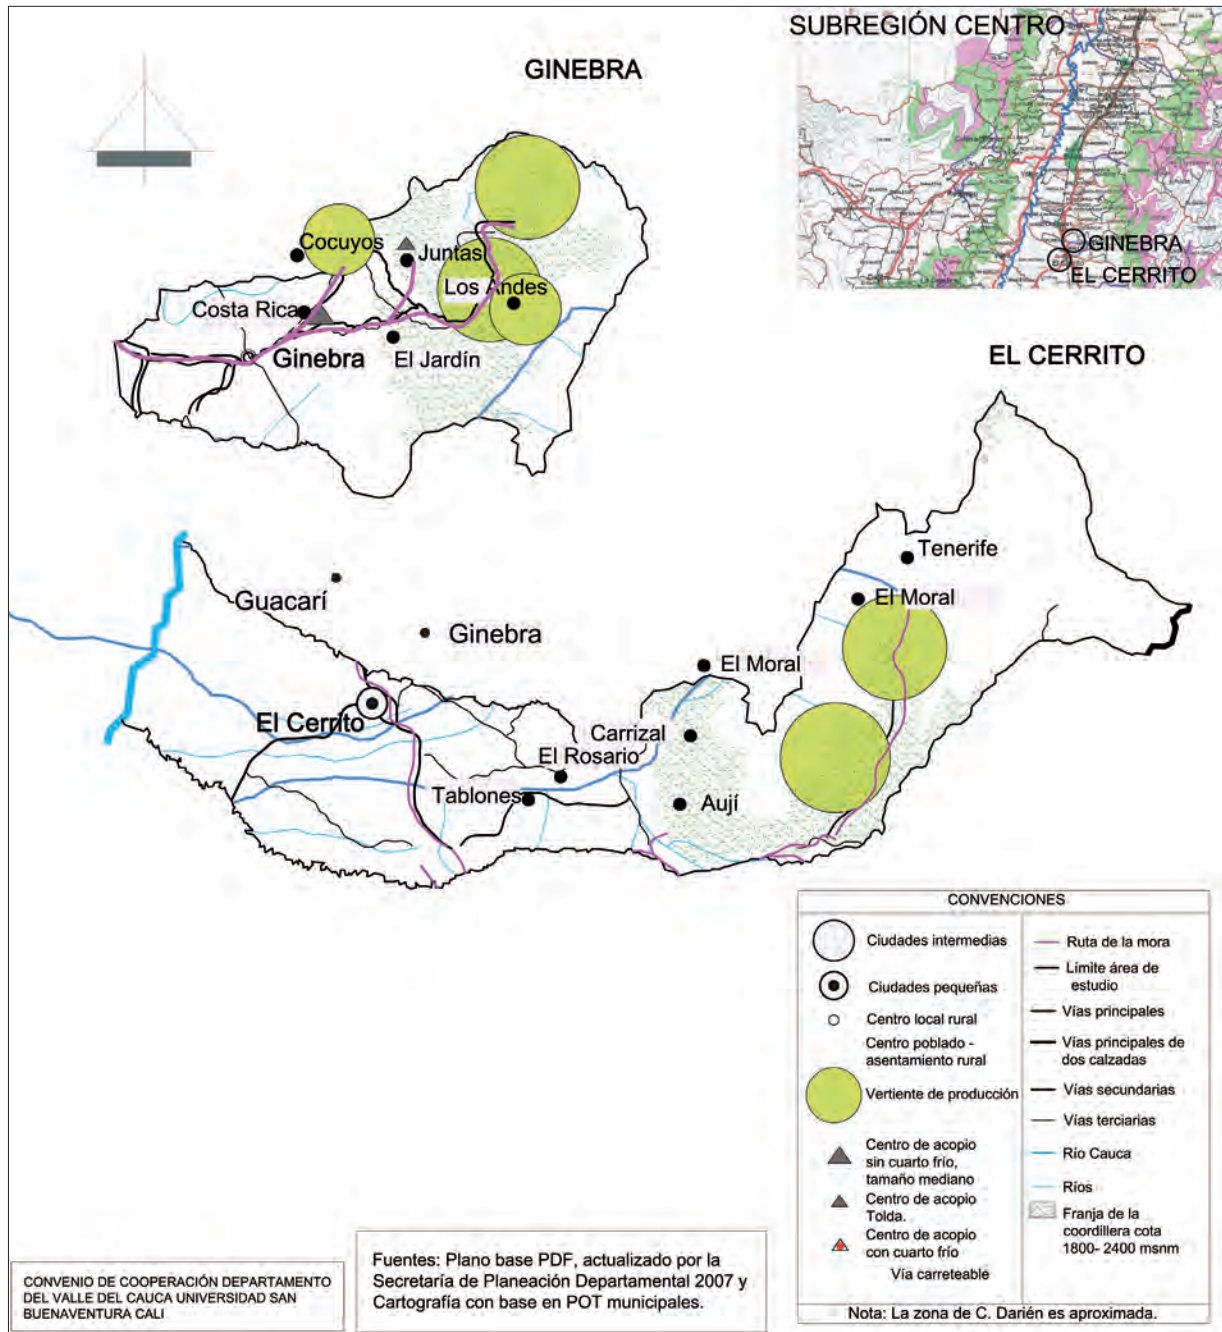 SUBREGIÓN CENTRO
GINEBRA
GINEBRA
EL CERRITO
Cocuyos
Juntas
Los Andes
Costa Rica
Ginebra
El Jardín
EL CERRITO
Tenerife
El Moral
Guacarí
Ginebra
El Moral
El Cerrito
Carrizal
El Rosario
Tablones
Aují
CONVENCIONES
Ciudades intermedias
Ciudades pequeñas
Centro local rural
Centro poblado -
asentamiento rural
Vertiente de producción
Centro de acopio
sin cuarto frío,
tamaño mediano
Centro de acopio
Tolda.
Centro de acopio
con cuarto frío
Vía carreteable
Ruta de la mora
Límite área de
estudio
Vías principales
Vías principales de
dos calzadas
Vías secundarias
Vías terciarias
Río Cauca
Ríos
Franja de la
coordillera cota
1800- 2400 msnm
Nota: La zona de C. Darién es aproximada.
Fuentes: Plano base PDF, actualizado por la
Secretaría de Planeación Departamental 2007 y
Cartografía con base en POT municipales.
CONVENIO DE COOPERACIÓN DEPARTAMENTO
DEL VALLE DEL CAUCA UNIVERSIDAD SAN
BUENAVENTURA CALI